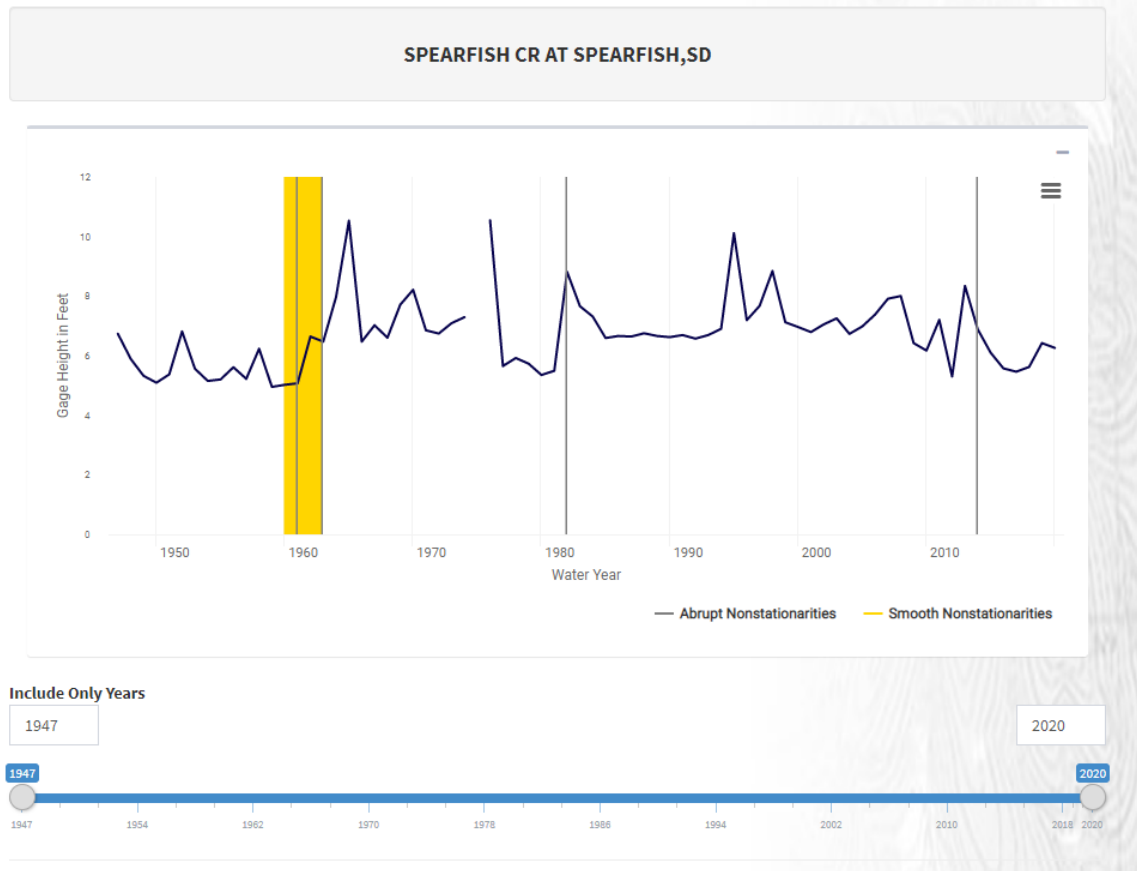 SPEARFISH CR AT SPEARFISH,SD
12
10
8
6
4
2
0
Gage Height in Feet
1950 1960 1970 1980 1990 2000 2010
Water Year
Abrupt Nonstationarities Smooth Nonstationarities
Include Only Years
1947 2020
1947 2020
1947 1954 1962 1970 1978 1986 1994 2002 2010 2018 2020